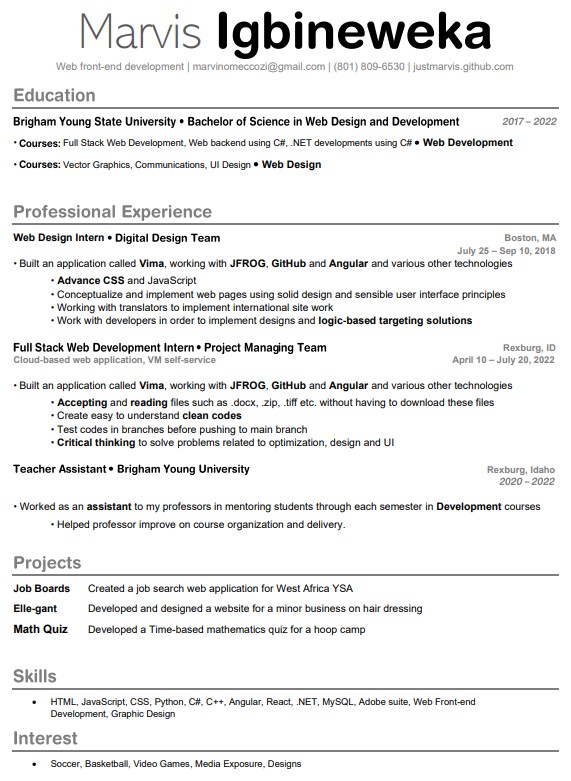 Marvis Igbineweka
Web front-end development | marvinomeccozi@gmail.com | (801) 809-6530 | justmarvis.github.com
Education
Brigham Young State University • Bachelor of Science in Web Design and Development 2017 – 2022
• Courses: Full Stack Web Development, Web backend using C#, .NET developments using C# • Web Development
• Courses: Vector Graphics, Communications, UI Design • Web Design
Professional Experience
Web Design Intern • Digital Design Team Boston, MA
July 25 – Sep 10, 2018
• Built an application called Vima, working with JFROG, GitHub and Angular and various other technologies
• Advance CSS and JavaScript
• Conceptualize and implement web pages using solid design and sensible user interface principles
• Working with translators to implement international site work
• Work with developers in order to implement designs and logic-based targeting solutions
Full Stack Web Development Intern • Project Managing Team Rexburg, ID
Cloud-based web application, VM self-service April 10 – July 20, 2022
• Built an application called Vima, working with JFROG, GitHub and Angular and various other technologies
• Accepting and reading files such as .docx, .zip, .tiff etc. without having to download these files
• Create easy to understand clean codes
• Test codes in branches before pushing to main branch
• Critical thinking to solve problems related to optimization, design and UI
Teacher Assistant • Brigham Young University Rexburg, Idaho
2020 – 2022
• Worked as an assistant to my professors in mentoring students through each semester in Development courses
• Helped professor improve on course organization and delivery.
Projects
Job Boards Created a job search web application for West Africa YSA
Elle-gant Developed and designed a website for a minor business on hair dressing
Math Quiz Developed a Time-based mathematics quiz for a hoop camp
Skills
• HTML, JavaScript, CSS, Python, C#, C++, Angular, React, .NET, MySQL, Adobe suite, Web Front-end
Development, Graphic Design
Interest
• Soccer, Basketball, Video Games, Media Exposure, Designs